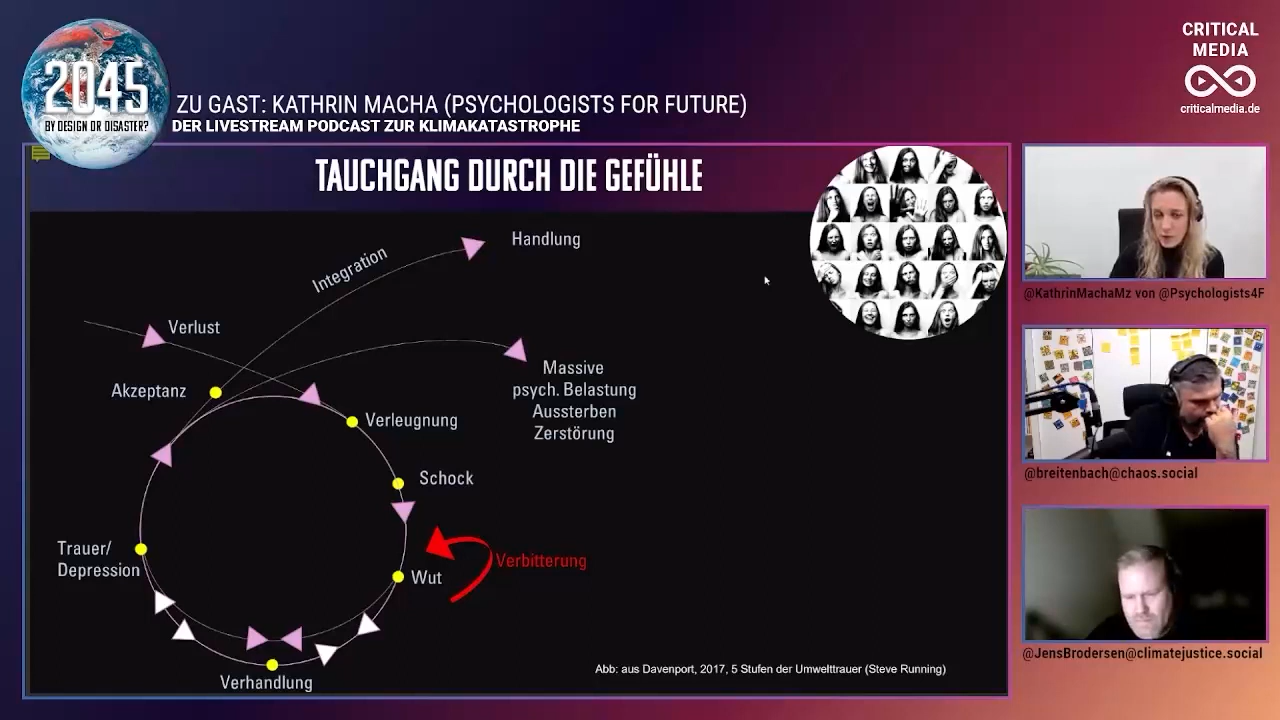 2045
BY DESIGN OR DISASTER?
ZU GAST: KATHRIN MACHA (PSYCHOLOGISTS FOR FUTURE)
DER LIVESTREAM PODCAST ZUR KLIMAKATASTROPHE
CRITICAL
MEDIA
criticalmedia.de
TAUCHGANG DURCH DIE GEFÜHLE
Handlung
Integration
Verlust
Massive
psych. Belastung
Aussterben
Zerstörung
Akzeptanz
Verleugnung
Schock
Trauer/
Depression
Verbitterung
Wut
Verhandlung
Abb: aus Davenport, 2017, 5 Stufen der Umwelttrauer (Steve Running)
@KathrinMachaMz von @Psychologists4F
@breitenbach@chaos.social
@JensBrodersen@climatejustice.social